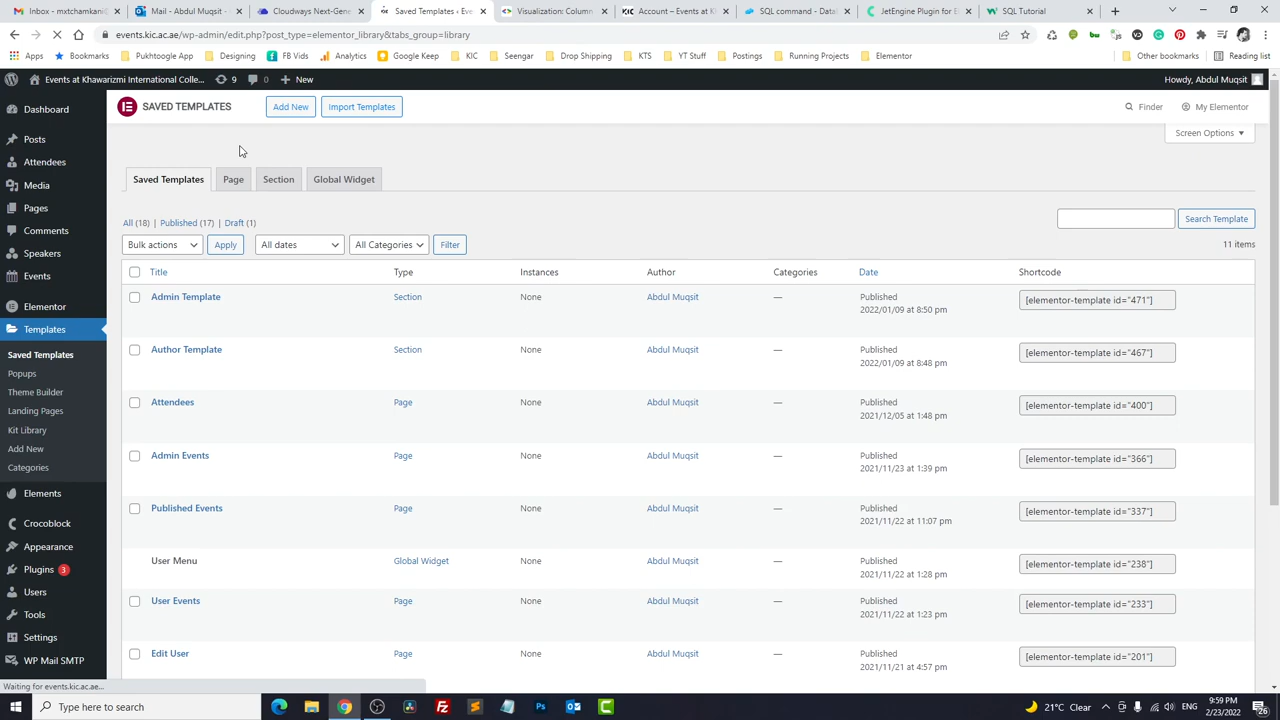 Saved Templates ‹ Eve
Visualizations: Colum
KIC Account – Events at K
SQL command - Datab
JetEngine Plugin for E
SQL Tutorial
events.kic.ac.ae/wp-admin/edit.php?post_type=elementor_library&tabs_group=library
Apps
Bookmarks
Designing
FB Vids
Analytics
Google Keep
KIC
Seengar
Drop Shipping
KTS
YT Stuff
Postings
Running Projects
Elementor
Other bookmarks
Reading list
Events at Khawarizmi International Colle...
9
0
New
Howdy, Abdul Muqsit
SAVED TEMPLATES
Add New
Import Templates
Finder
My Elementor
Screen Options
Dashboard
Posts
Attendees
Media
Pages
Comments
Speakers
Events
Elementor
Templates
Saved Templates
Popups
Theme Builder
Landing Pages
Kit Library
Add New
Categories
Elements
Crocoblock
Appearance
Plugins 3
Users
Tools
Settings
WP Mail SMTP
Saved Templates
Page
Section
Global Widget
All (18) | Published (17) | Draft (1)
Search Template
Bulk actions
Apply
All dates
All Categories
Filter
11 items
Title Type Instances Author Categories Date Shortcode
Admin Template Section None Abdul Muqsit — Published [elementor-template id="471"]
2022/01/09 at 8:50 pm
Author Template Section None Abdul Muqsit — Published [elementor-template id="467"]
2022/01/09 at 8:48 pm
Attendees Page None Abdul Muqsit — Published [elementor-template id="400"]
2021/12/05 at 1:48 pm
Admin Events Page None Abdul Muqsit — Published [elementor-template id="366"]
2021/11/23 at 1:39 pm
Published Events Page None Abdul Muqsit — Published [elementor-template id="337"]
2021/11/22 at 11:07 pm
User Menu Global Widget None Abdul Muqsit — Published [elementor-template id="238"]
2021/11/22 at 1:28 pm
User Events Page None Abdul Muqsit — Published [elementor-template id="233"]
2021/11/22 at 1:23 pm
Edit User Page None Abdul Muqsit — Published [elementor-template id="201"]
2021/11/21 at 4:57 pm
Waiting for events.kic.ac.ae...
Type here to search
21°C Clear
ENG
9:59 PM
2/23/2022
26